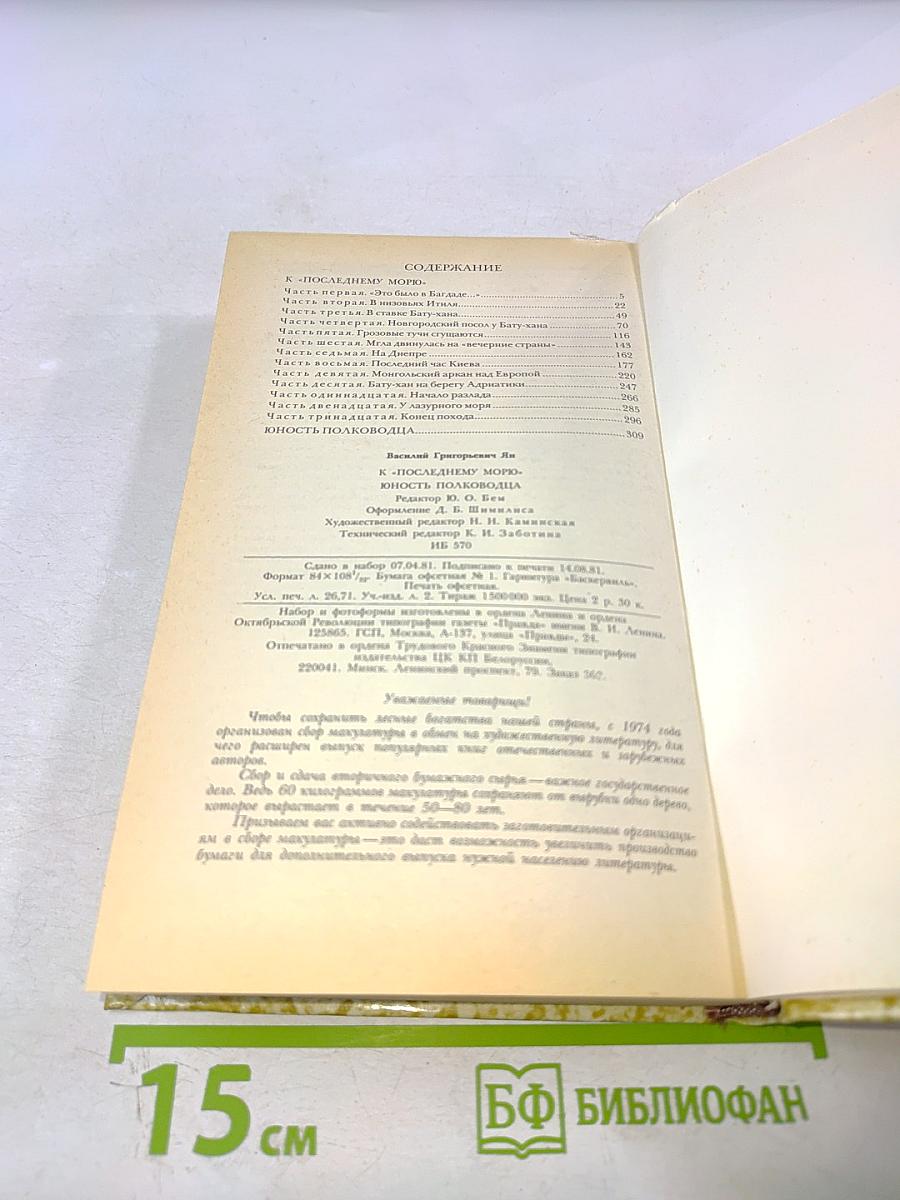 СОДЕРЖАНИЕ
К «ПОСЛЕДНЕМУ МОРЮ»
Часть первая. «Это было в Багдаде...» 5
Часть вторая. В низовьях Итиля 22
Часть третья. В ставке Бату-хана 49
Часть четвертая. Новгородский посол у Бату-хана 70
Часть пятая. Грозовые тучи сгущаются 116
Часть шестая. Мгла двинулась на «вечерние страны» 143
Часть седьмая. На Днепре 162
Часть восьмая. Последний час Киева 177
Часть девятая. Монгольский аркан над Европой 220
Часть десятая. Бату-хан на берегу Адриатики 247
Часть одиннадцатая. Начало разлада 266
Часть двенадцатая. У лазурного моря 285
Часть тринадцатая. Конец похода 296
ЮНОСТЬ ПОЛКОВОДЦА 309
Василий Григорьевич Ян
К «ПОСЛЕДНЕМУ МОРЮ»
ЮНОСТЬ ПОЛКОВОДЦА
Редактор Ю. О. Бем
Оформление Д. Б. Шимилиса
Художественный редактор Н. Н. Каминская
Технический редактор К. И. Заботина
ИБ 570
Сдано в набор 07.04.81. Подписано к печати 14.08.81.
Формат 84×108¹/₃₂. Бумага офсетная № 1. Гарнитура «Баскервиль».
Печать офсетная.
Усл. печ. л. 26,71. Уч.-изд. л. 2. Тираж 1500000 экз. Цена 2 р. 30 к.
Набор и фотоформы изготовлены в ордена Ленина и ордена
Октябрьской Революции типографии газеты «Правда» имени В. И. Ленина.
125865. ГСП, Москва, А-137, улица «Правды», 24.
Отпечатано в ордена Трудового Красного Знамени типографии
издательства ЦК КП Белоруссии.
220041. Минск. Ленинский проспект, 79. Заказ
Уважаемые товарищи!
Чтобы сохранить лесные богатства нашей страны, с 1974 года
организован сбор макулатуры в обмен на художественную литературу, для
чего расширен выпуск популярных книг отечественных и зарубежных
авторов.
Сбор и сдача вторичного бумажного сырья — важное государственное
дело. Ведь 60 килограммов макулатуры сохраняют от вырубки одно дерево,
которое вырастает в течение 50—80 лет.
Призываем вас активно содействовать заготовительным организаци-
ям в сборе макулатуры — это даст возможность увеличить производство
бумаги для дополнительного выпуска нужной населению литературы.
15 см
БФ БИБЛИОФАН